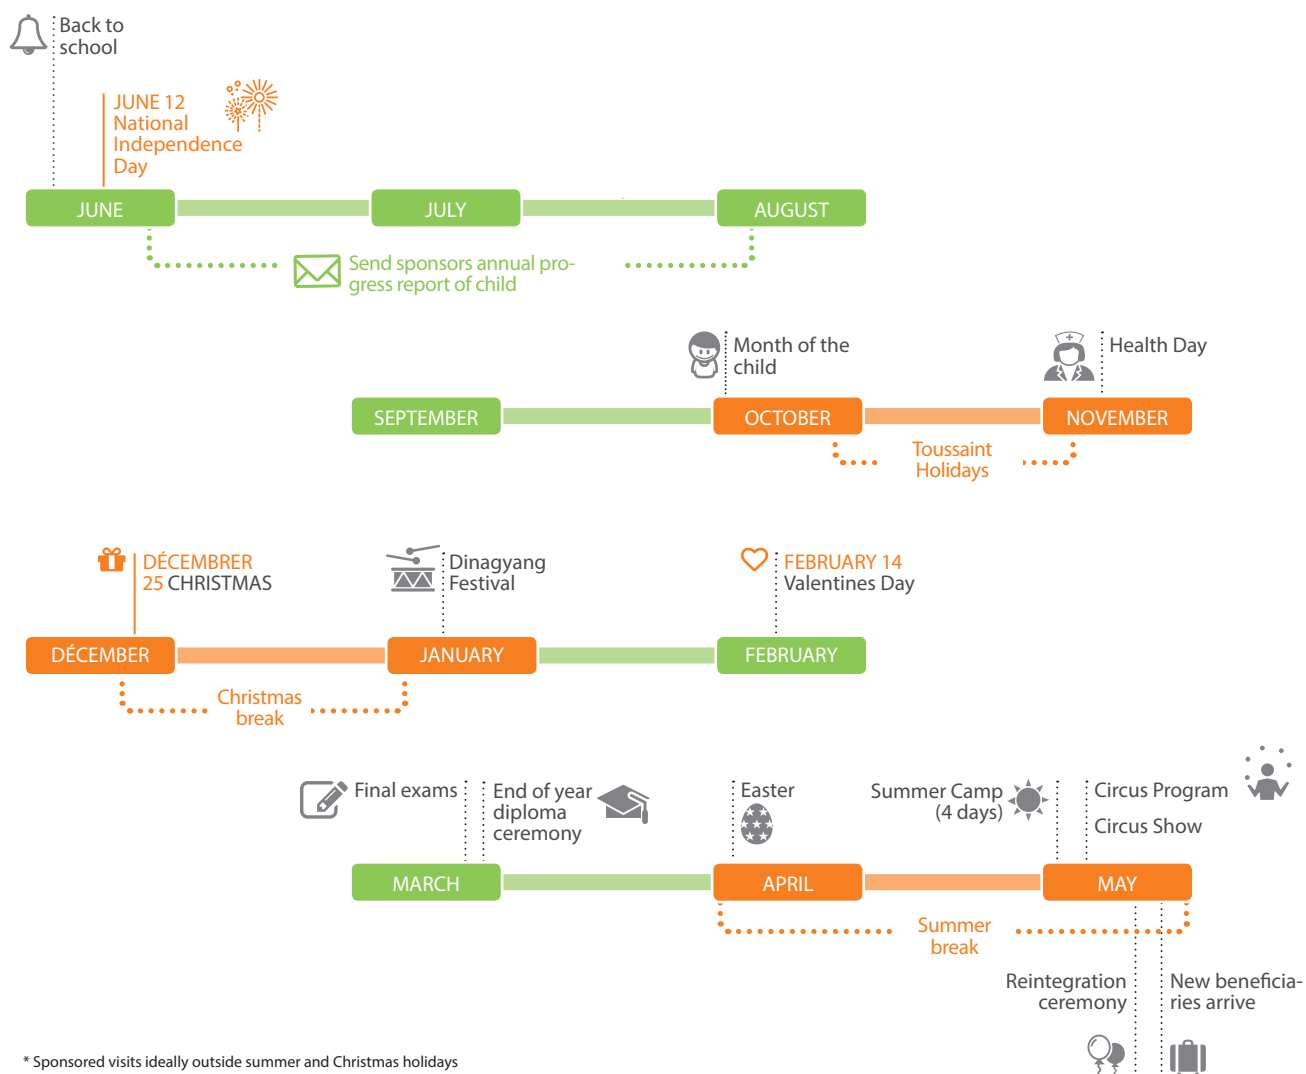 Back to
school
JUNE 12
National
Independence
Day
JUNE
JULY
AUGUST
Send sponsors annual pro-
gress report of child
Month of the
child
Health Day
SEPTEMBER
OCTOBER
NOVEMBER
Toussaint
Holidays
DÉCEMBRER
25 CHRISTMAS
Dinagyang
Festival
FEBRUARY 14
Valentines Day
DÉCEMBER
JANUARY
FEBRUARY
Christmas
break
Final exams
End of year
diploma
ceremony
Easter
Summer Camp
(4 days)
Circus Program
Circus Show
MARCH
APRIL
MAY
Summer
break
Reintegration
ceremony
New beneficia-
ries arrive
* Sponsored visits ideally outside summer and Christmas holidays